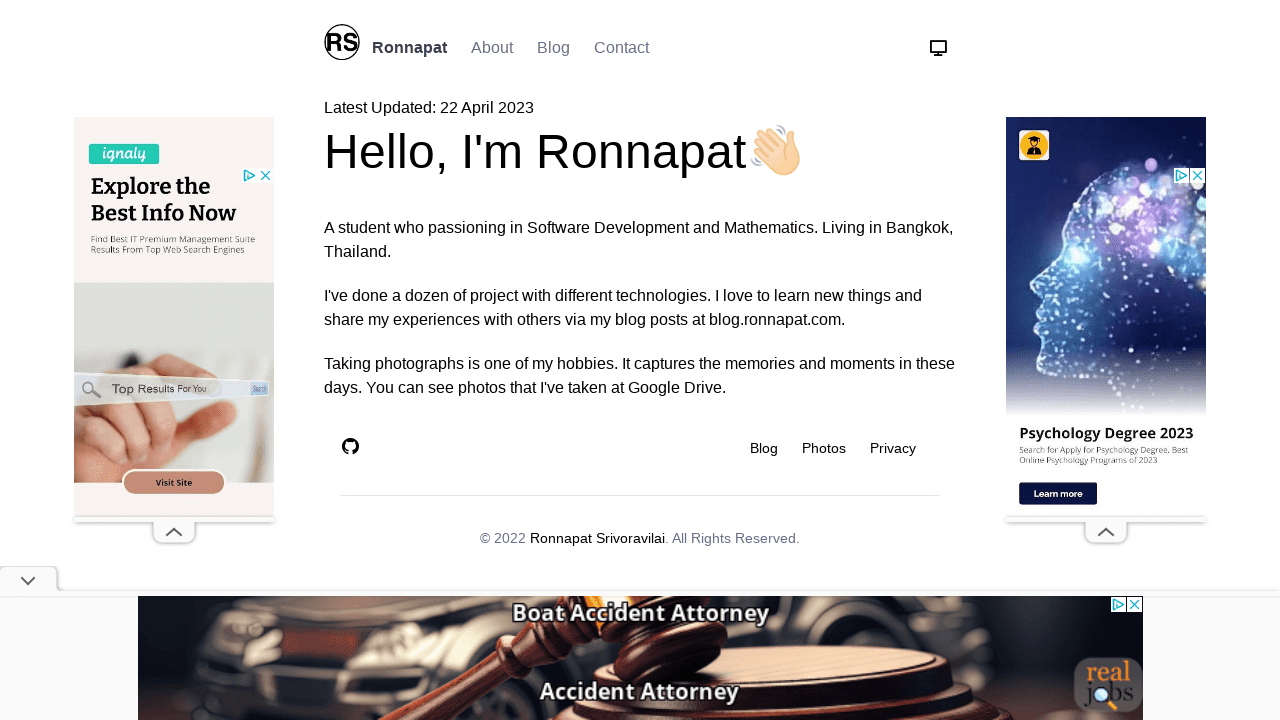 RS
Ronnapat About Blog Contact
Latest Updated: 22 April 2023
Hello, I'm Ronnapat
A student who passioning in Software Development and Mathematics. Living in Bangkok,
Thailand.
I've done a dozen of project with different technologies. I love to learn new things and
share my experiences with others via my blog posts at blog.ronnapat.com.
Taking photographs is one of my hobbies. It captures the memories and moments in these
days. You can see photos that I've taken at Google Drive.
Blog Photos Privacy
© 2022 Ronnapat Srivoravilai. All Rights Reserved.
ignaly
Explore the
Best Info Now
Find Best IT Premium Management Suite
Results From Top Web Search Engines
Top Results For You
Search
Visit Site
Psychology Degree 2023
Search for Apply for Psychology Degree. Best
Online Psychology Programs of 2023
Learn more
Boat Accident Attorney
Accident Attorney
real
jobs